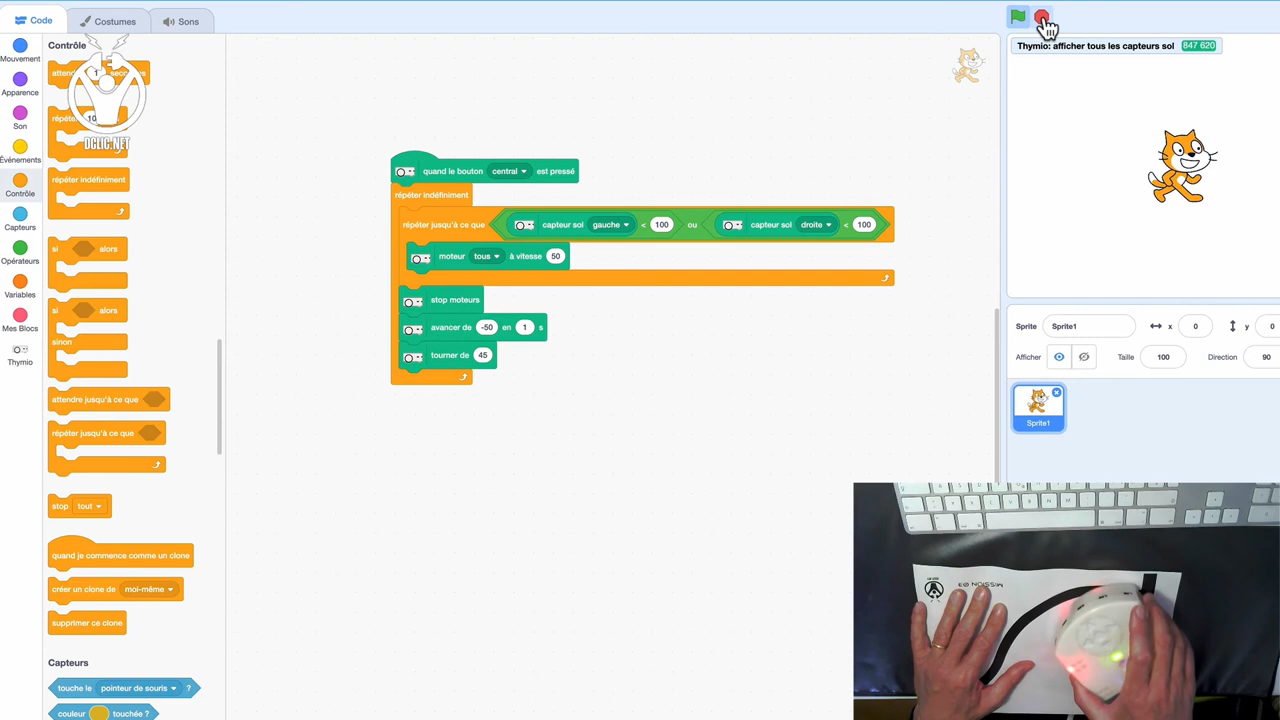 Code
Costumes
Sons
Mouvement
Apparence
Son
Événements
Contrôle
Capteurs
Opérateurs
Variables
Mes Blocs
Thymio
Contrôle
1
répéter indéfiniment
si alors
si alors
sinon
attendre jusqu'à ce que
répéter jusqu'à ce que
stop tout
quand je commence comme un clone
créer un clone de moi-même
supprimer ce clone
Capteurs
touche le pointeur de souris ?
couleur touchée ?
DCLIC.NET
quand le bouton central est pressé
répéter indéfiniment
répéter jusqu'à ce que capteur sol gauche < 100 ou capteur sol droite < 100
moteur tous à vitesse 50
stop moteurs
avancer de -50 en 1 s
tourner de 45
Thymio: afficher tous les capteurs sol 847 620
Sprite Sprite1 x 0 y 0
Afficher Taille 100 Direction 90
Sprite1
MISSION 03